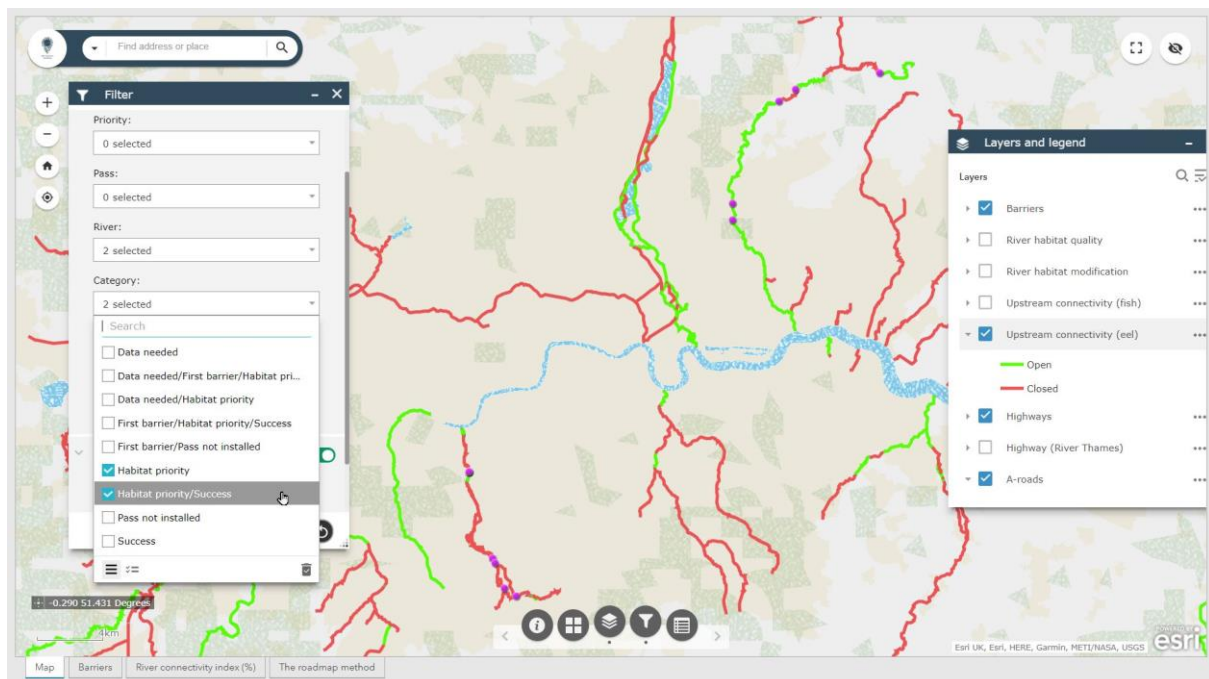 Find address or place
Filter
Priority:
0 selected
Pass:
0 selected
River:
2 selected
Category:
2 selected
Search
Data needed
Data needed/First barrier/Habitat pri...
Data needed/Habitat priority
First barrier/Habitat priority/Success
First barrier/Pass not installed
Habitat priority
Habitat priority/Success
Pass not installed
Success
-0.290 51.431 Degrees
4km
Layers and legend
Layers
Barriers
River habitat quality
River habitat modification
Upstream connectivity (fish)
Upstream connectivity (eel)
Open
Closed
Highways
Highway (River Thames)
A-roads
Esri UK, Esri, HERE, Garmin, METI/NASA, USGS
POWERED BY
esri
Map
Barriers
River connectivity index (%)
The roadmap method